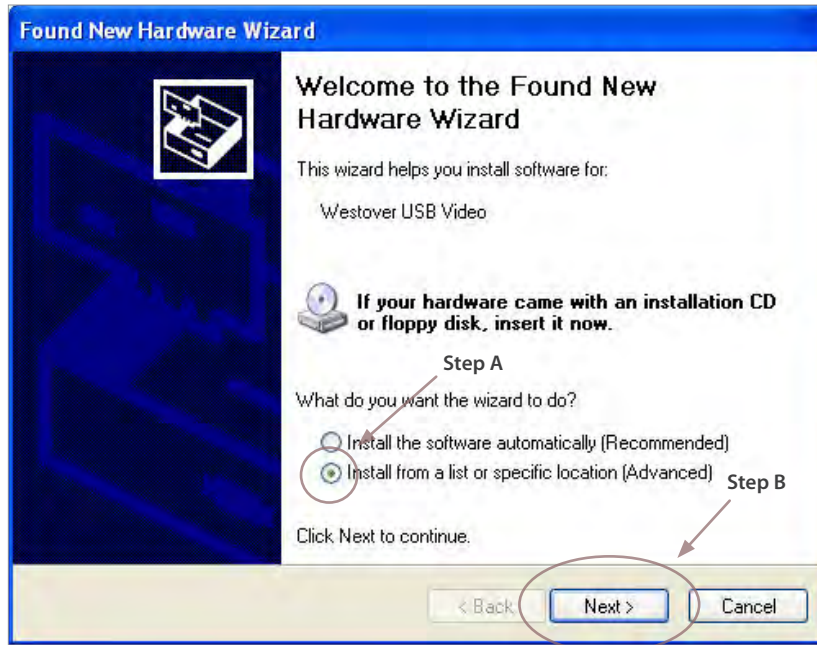 Found New Hardware Wizard
Welcome to the Found New
Hardware Wizard
This wizard helps you install software for:
Westover USB Video
If your hardware came with an installation CD
or floppy disk, insert it now.
Step A
What do you want the wizard to do?
Install the software automatically (Recommended)
Install from a list or specific location (Advanced)
Step B
Click Next to continue.
< Back
Next >
Cancel